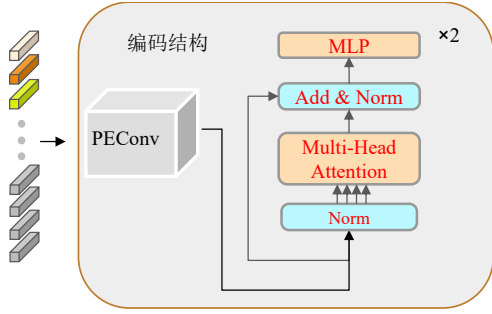 编码结构
×2
MLP
Add & Norm
PEConv
Multi-Head
Attention
Norm